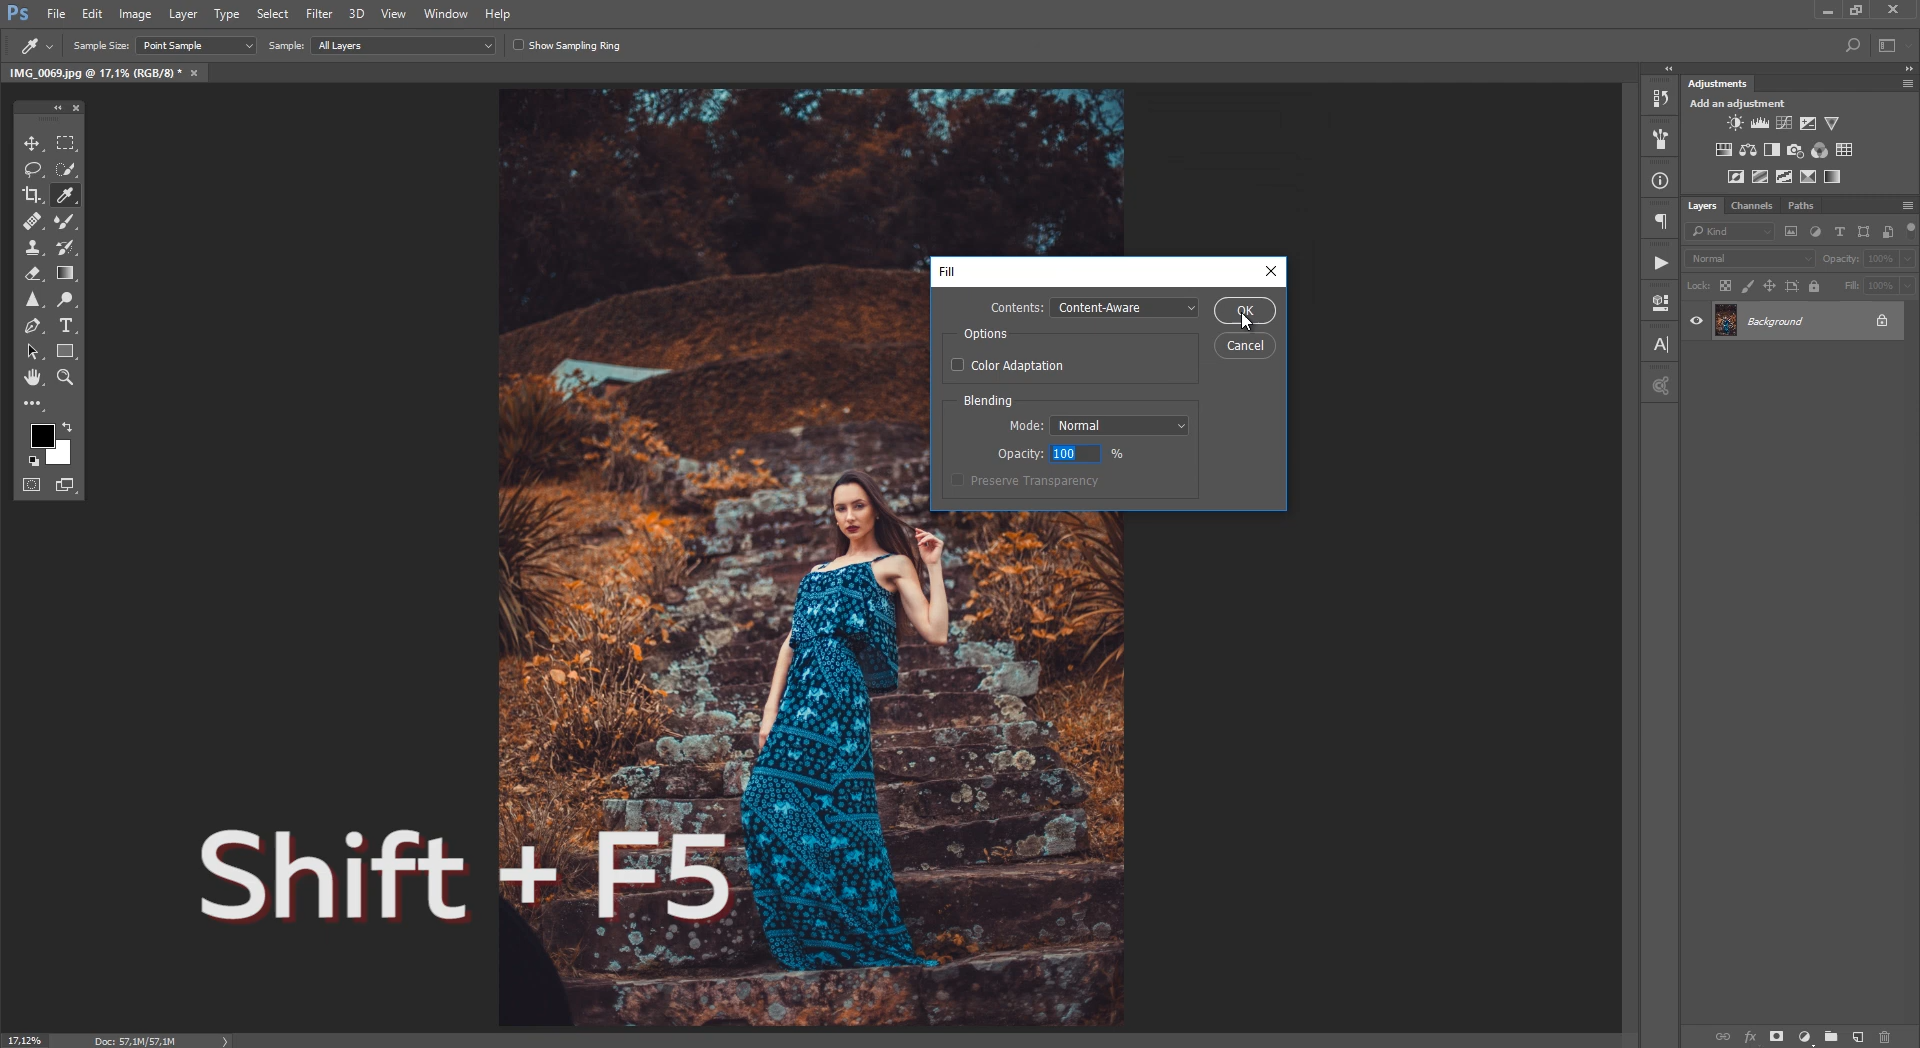 Ps File Edit Image Layer Type Select Filter 3D View Window Help
Sample Size: Point Sample Sample: All Layers Show Sampling Ring
IMG_0069.jpg @ 17,1% (RGB/8) * ×
Adjustments
Add an adjustment
Layers Channels Paths
Kind
Normal Opacity: 100%
Lock: Fill: 100%
Background
Fill
Contents: Content-Aware OK
Options
Cancel
Color Adaptation
Blending
Mode: Normal
Opacity: 100 %
Preserve Transparency
Shift + F5
17,12% Doc: 57,1M/57,1M